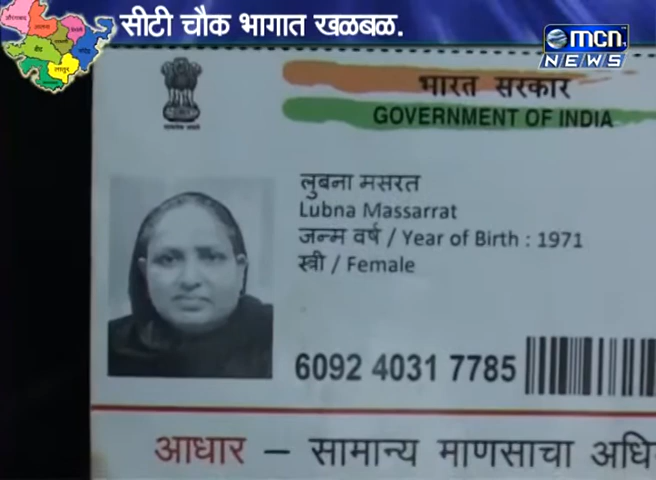 सीटी चौक भागात खळबळ.
mcn
NEWS
बीड
लातुर
भारत सरकार
GOVERNMENT OF INDIA
लुबना मसरत
Lubna Massarrat
जन्म वर्ष / Year of Birth : 1971
स्त्री / Female
6092 4031 7785
आधार – सामान्य माणसाचा